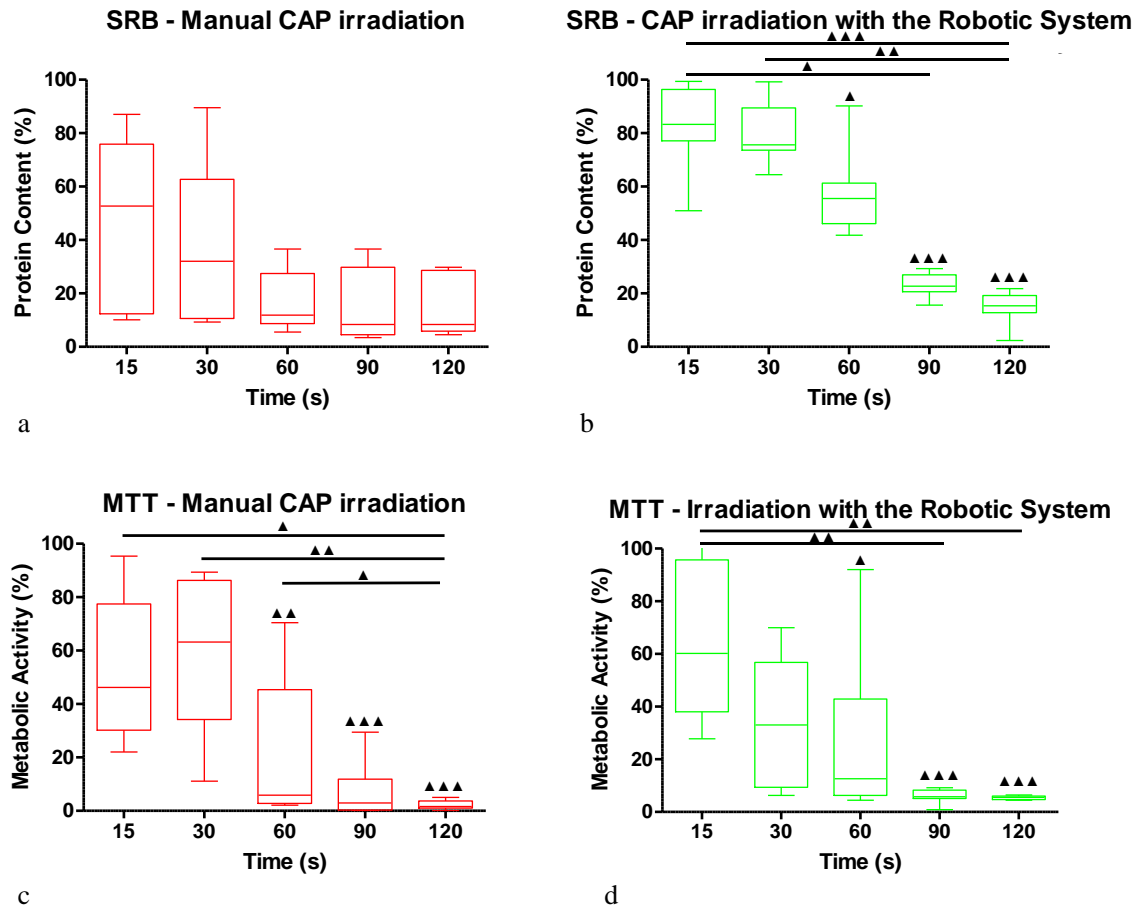 SRB - Manual CAP irradiation
Protein Content (%)
100
80
60
40
20
0
15 30 60 90 120
Time (s)
a
SRB - CAP irradiation with the Robotic System
▲▲▲
▲▲
▲
Protein Content (%)
100
80
60
40
20
0
▲
▲▲▲
▲▲▲
15 30 60 90 120
Time (s)
b
MTT - Manual CAP irradiation
▲
▲▲
▲
Metabolic Activity (%)
100
80
60
40
20
0
▲▲
▲▲▲
▲▲▲
15 30 60 90 120
Time (s)
c
MTT - Irradiation with the Robotic System
▲▲
▲▲
Metabolic Activity (%)
100
80
60
40
20
0
▲
▲▲▲
▲▲▲
15 30 60 90 120
Time (s)
d